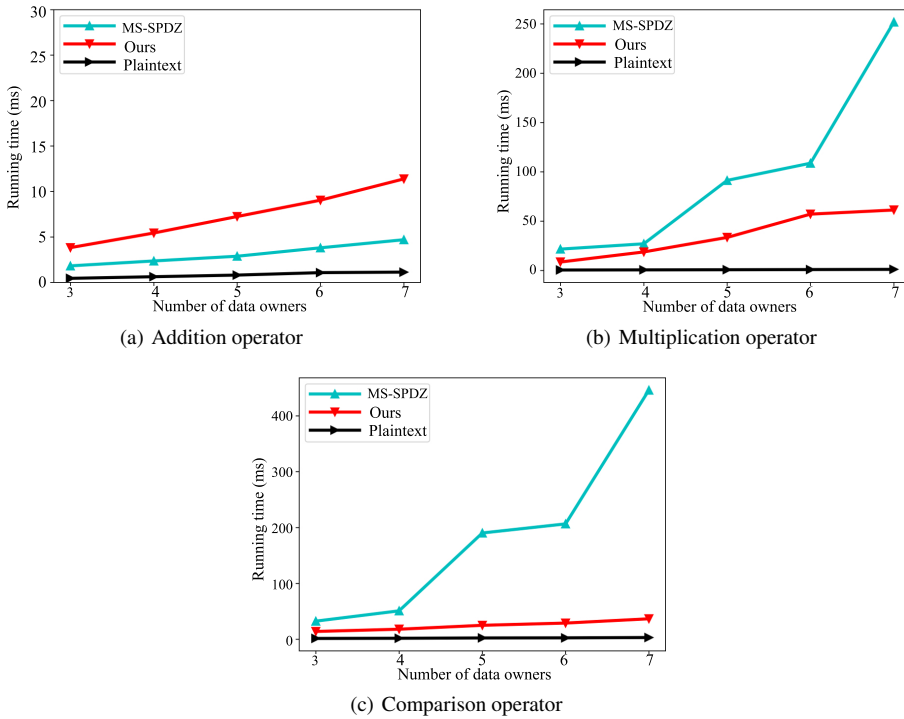 30
25
20
15
10
5
0
Running time (ms)
MS-SPDZ
Ours
Plaintext
3 4 5 6 7
Number of data owners
(a) Addition operator
250
200
150
100
50
0
Running time (ms)
MS-SPDZ
Ours
Plaintext
3 4 5 6 7
Number of data owners
(b) Multiplication operator
400
300
200
100
0
Running time (ms)
MS-SPDZ
Ours
Plaintext
3 4 5 6 7
Number of data owners
(c) Comparison operator